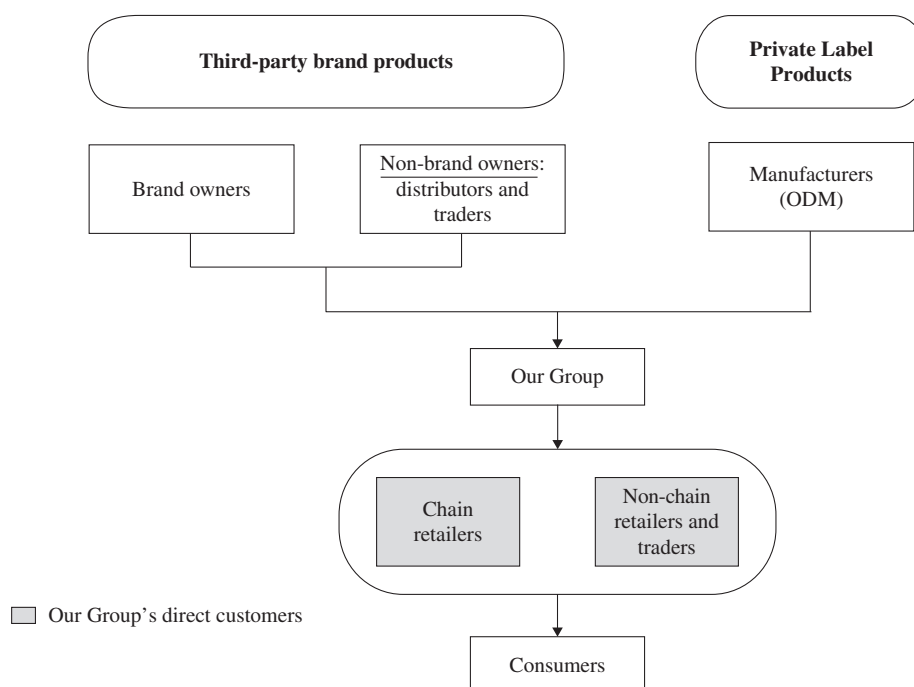 Third-party brand products
Private Label
Products
Brand owners
Non-brand owners:
distributors and
traders
Manufacturers
(ODM)
Our Group
Chain
retailers
Non-chain
retailers and
traders
Our Group’s direct customers
Consumers